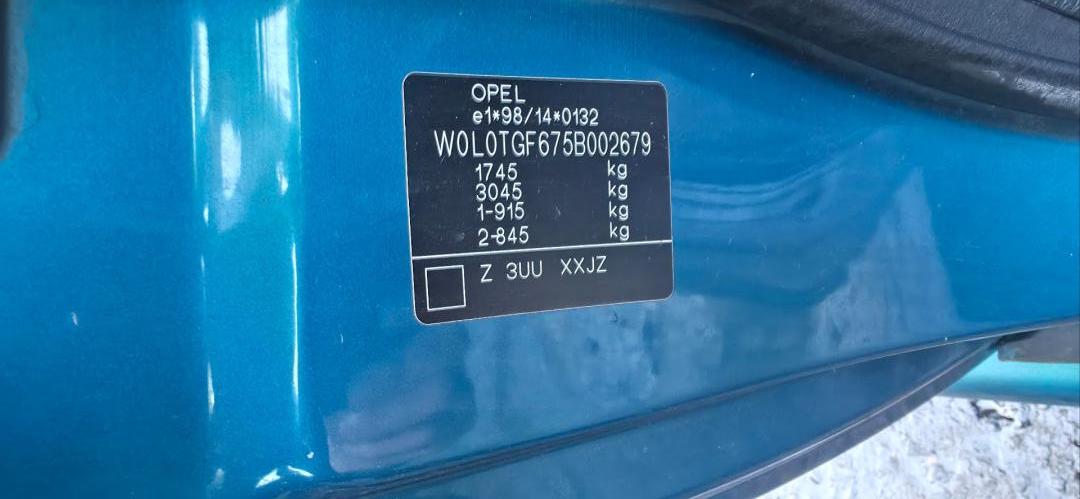 OPEL
e1*98/14*0132
W0L0TGF675B002679
1745 kg
3045 kg
1-915 kg
2-845 kg
Z 3UU XXJZ